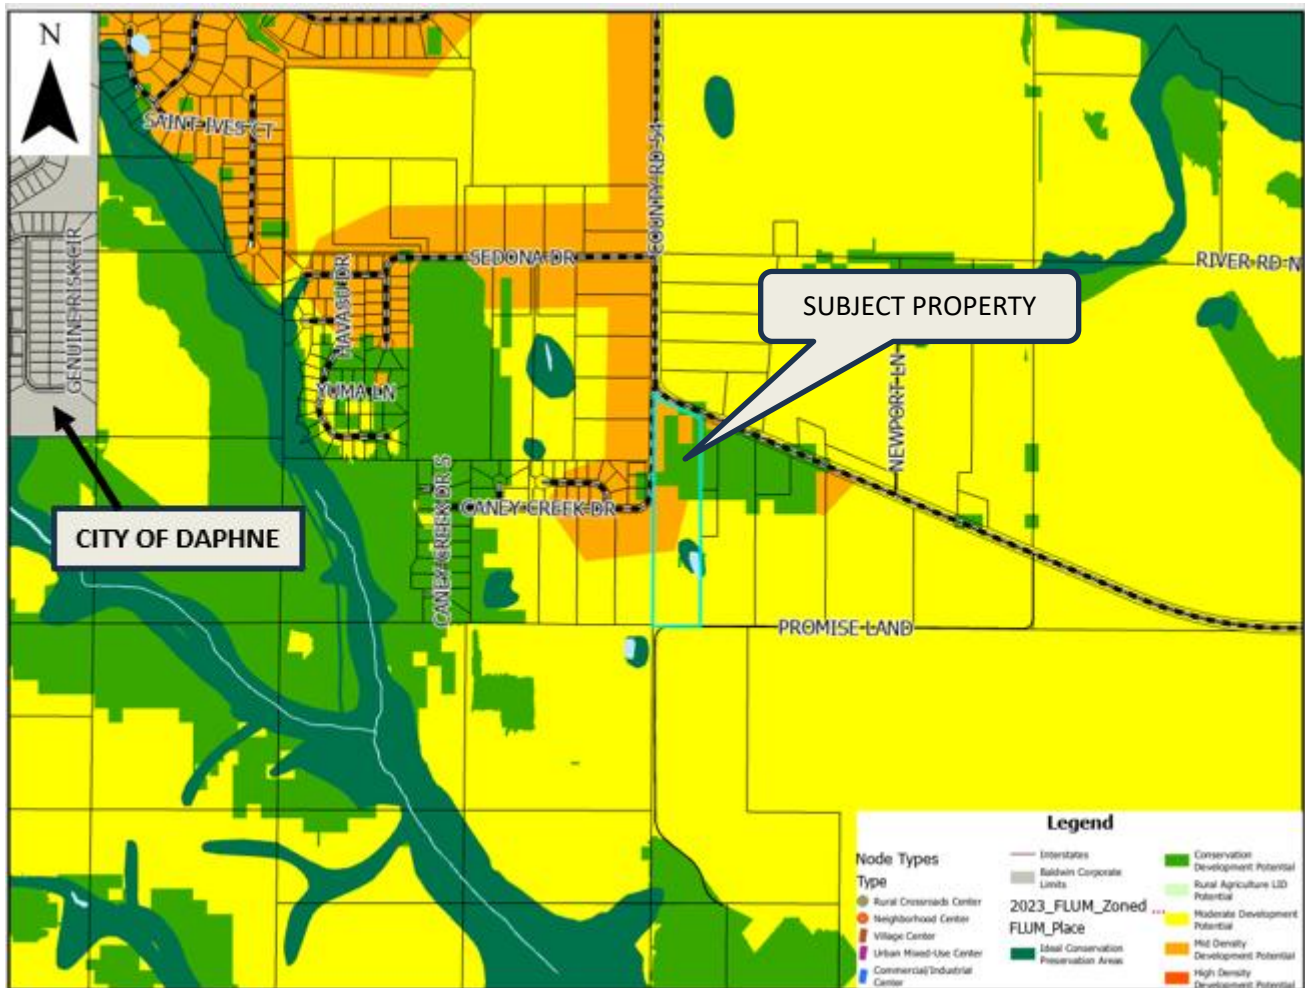 N
SAINT IVES CT
COUNTY RD 54
SEDONA DR
RIVER RD N
HAVASU DR
GENUINE RISK CIR
SUBJECT PROPERTY
YUMA LN
NEWPORT LN
CANEY CREEK DR S
CANEY CREEK DR
CITY OF DAPHNE
PROMISE LAND
Legend
Node Types
Type
Rural Crossroads Center
Neighborhood Center
Village Center
Urban Mixed-Use Center
Commercial/Industrial
Center
Interstates
Baldwin Corporate
Limits
2023_FLUM_Zoned
FLUM_Place
Ideal Conservation
Preservation Areas
Conservation
Development Potential
Rural Agriculture LID
Potential
Moderate Development
Potential
Mid Density
Development Potential
High Density
Development Potential